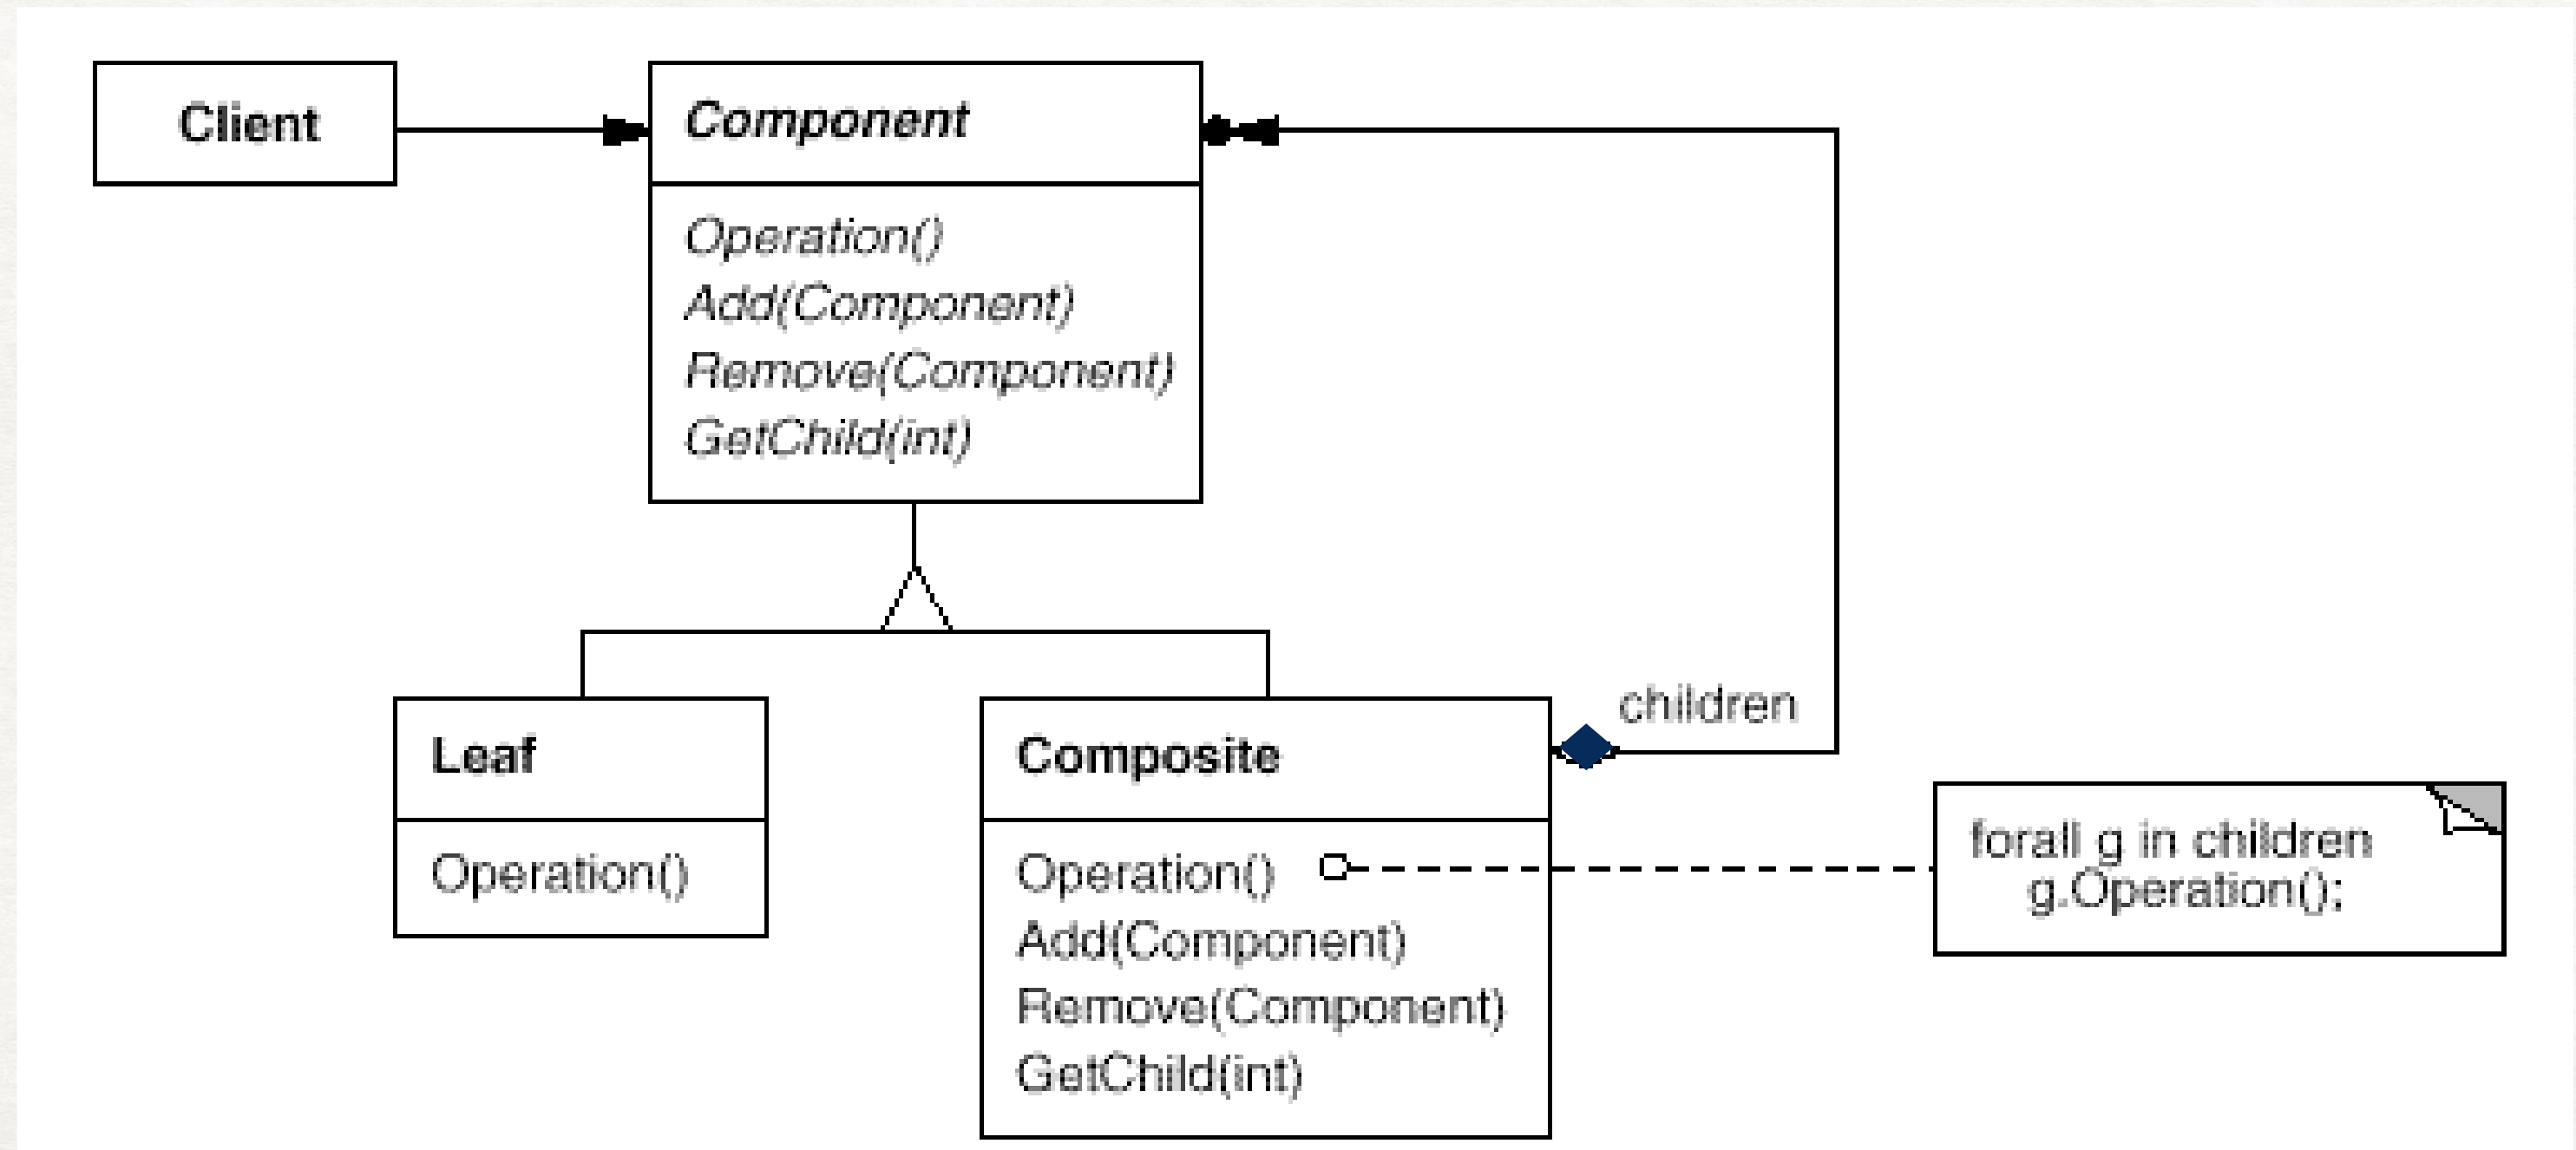 Client
Component
Operation()
Add(Component)
Remove(Component)
GetChild(int)
children
Leaf
Operation()
Composite
Operation()
Add(Component)
Remove(Component)
GetChild(int)
forall g in children
g.Operation();